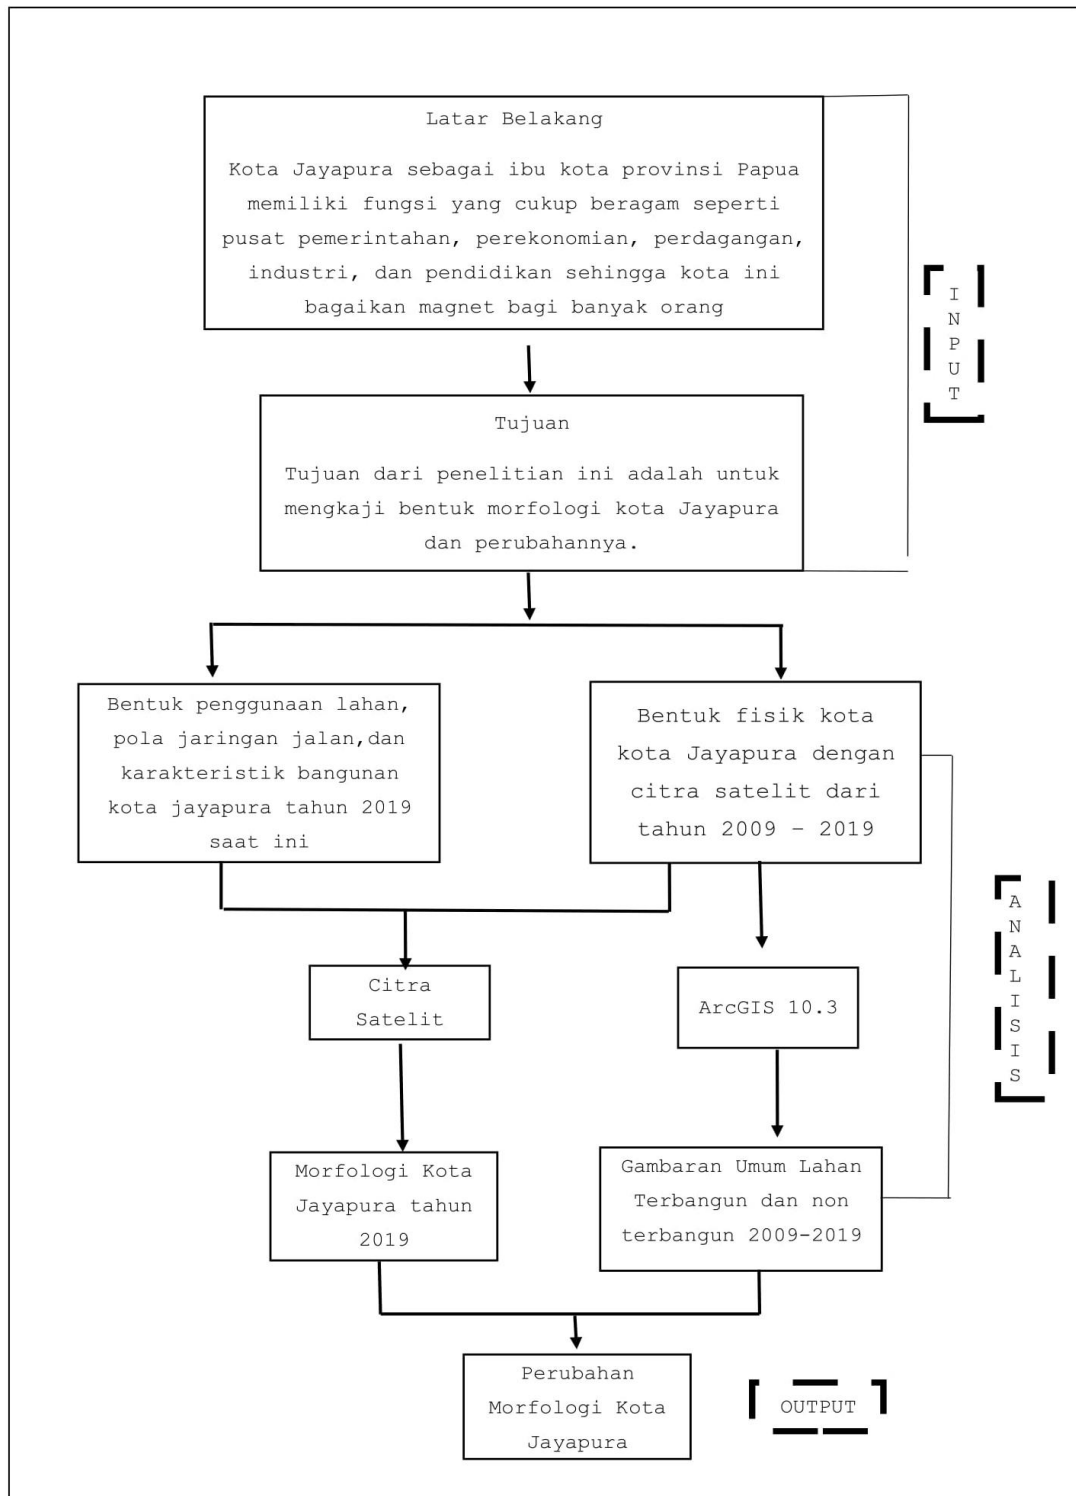 Latar Belakang
Kota Jayapura sebagai ibu kota provinsi Papua
memiliki fungsi yang cukup beragam seperti
pusat pemerintahan, perekonomian, perdagangan,
industri, dan pendidikan sehingga kota ini
bagaikan magnet bagi banyak orang
I
N
P
U
T
Tujuan
Tujuan dari penelitian ini adalah untuk
mengkaji bentuk morfologi kota Jayapura
dan perubahannya.
Bentuk penggunaan lahan,
pola jaringan jalan,dan
karakteristik bangunan
kota jayapura tahun 2019
saat ini
Bentuk fisik kota
kota Jayapura dengan
citra satelit dari
tahun 2009 – 2019
A
N
A
L
I
S
I
S
Citra
Satelit
ArcGIS 10.3
Morfologi Kota
Jayapura tahun
2019
Gambaran Umum Lahan
Terbangun dan non
terbangun 2009-2019
Perubahan
Morfologi Kota
Jayapura
OUTPUT